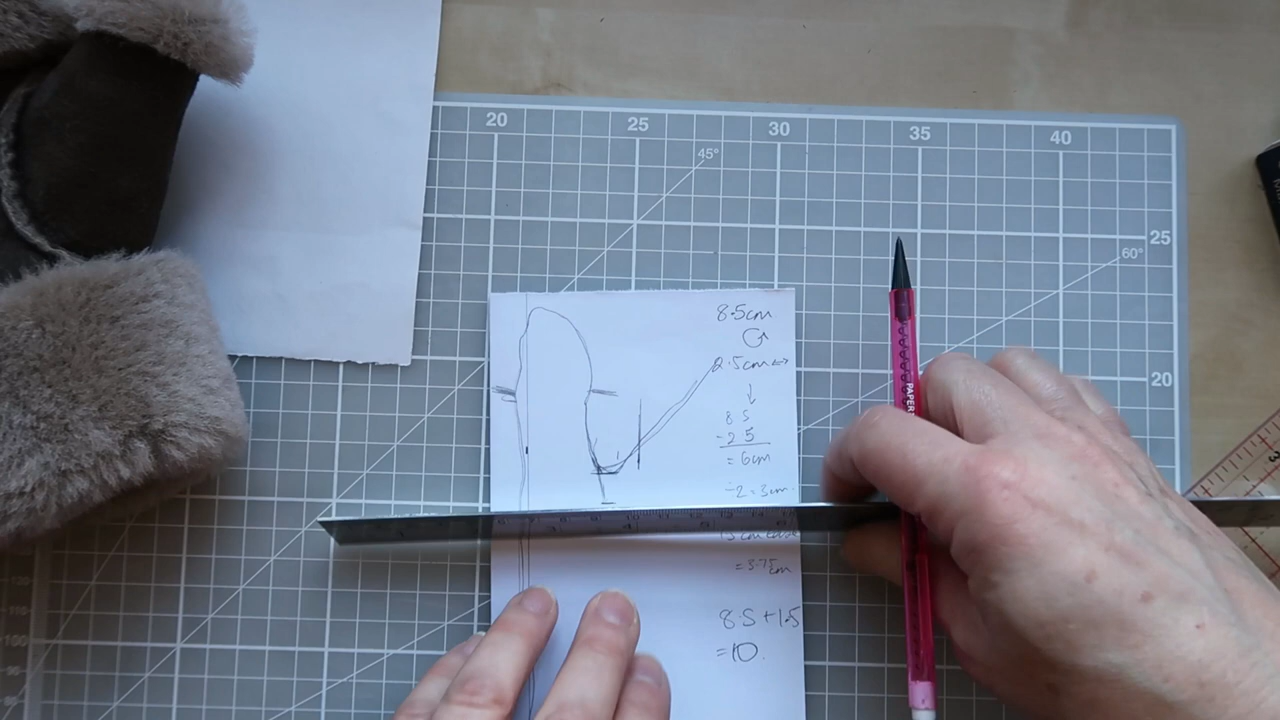 20 25 30 35 40
45°
25
60°
8.5cm
2.5cm
20
8 5
-2 5
= 6cm
÷2 = 3cm
= 3.75cm
8.5 + 1.5
= 10.
PAPER
100